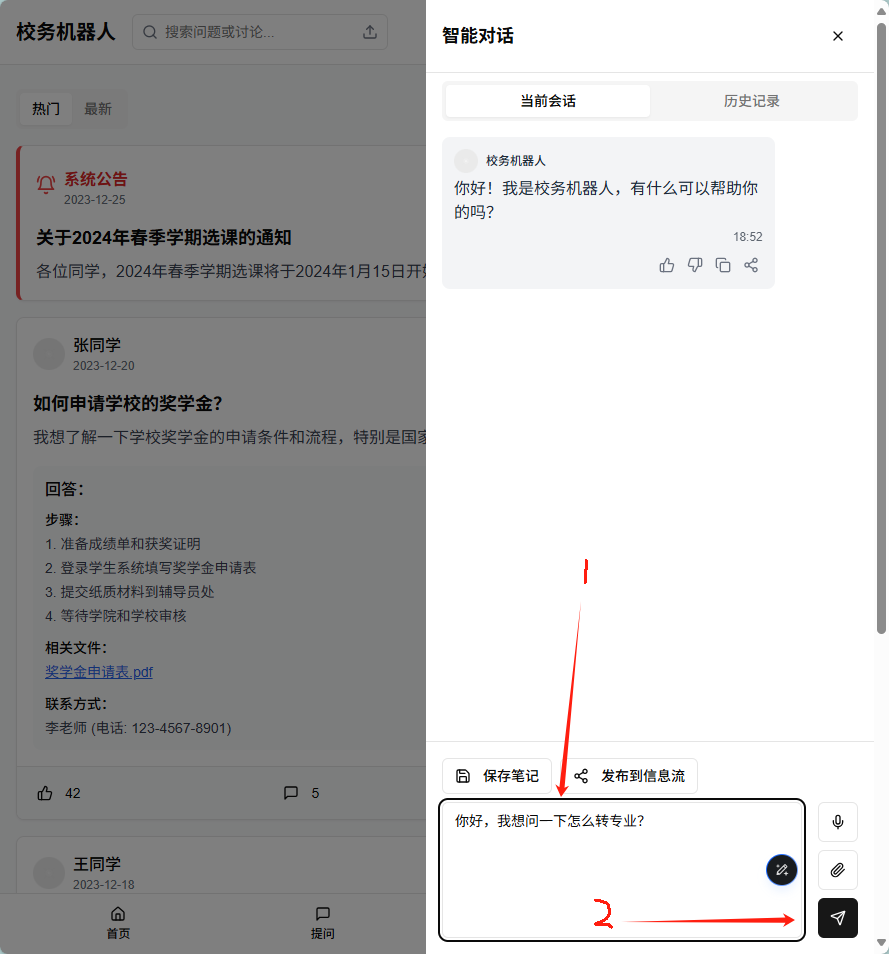 校务机器人
搜索问题或讨论...
热门
最新
系统公告
2023-12-25
关于2024年春季学期选课的通知
各位同学，2024年春季学期选课将于2024年1月15日开
张同学
2023-12-20
如何申请学校的奖学金？
我想了解一下学校奖学金的申请条件和流程，特别是国
回答：
步骤：
1. 准备成绩单和获奖证明
2. 登录学生系统填写奖学金申请表
3. 提交纸质材料到辅导员处
4. 等待学院和学校审核
相关文件：
奖学金申请表.pdf
联系方式：
李老师 (电话: 123-4567-8901)
42
5
王同学
2023-12-18
首页
提问
智能对话
当前会话
历史记录
校务机器人
你好！我是校务机器人，有什么可以帮助你
的吗？
18:52
1
保存笔记
发布到信息流
你好，我想问一下怎么转专业？
2